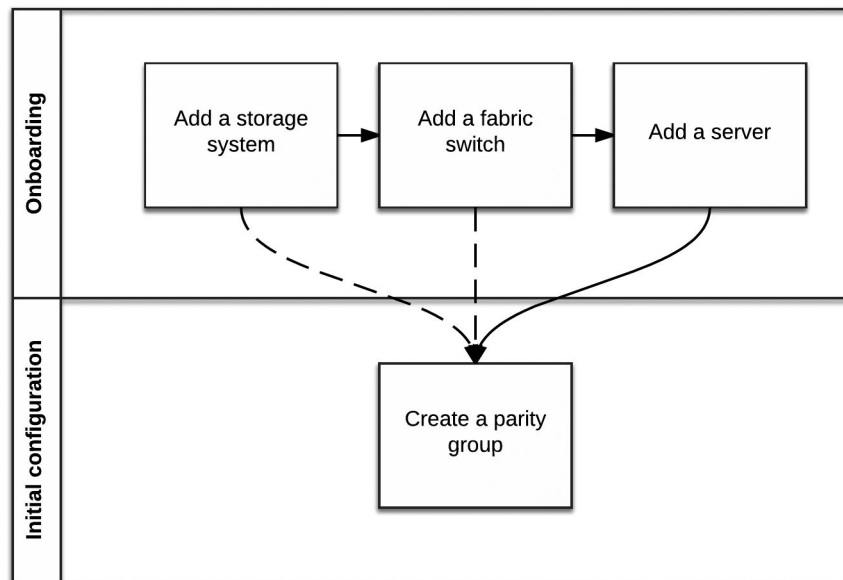 Onboarding
Add a storage
system
Add a fabric
switch
Add a server
Initial configuration
Create a parity
group